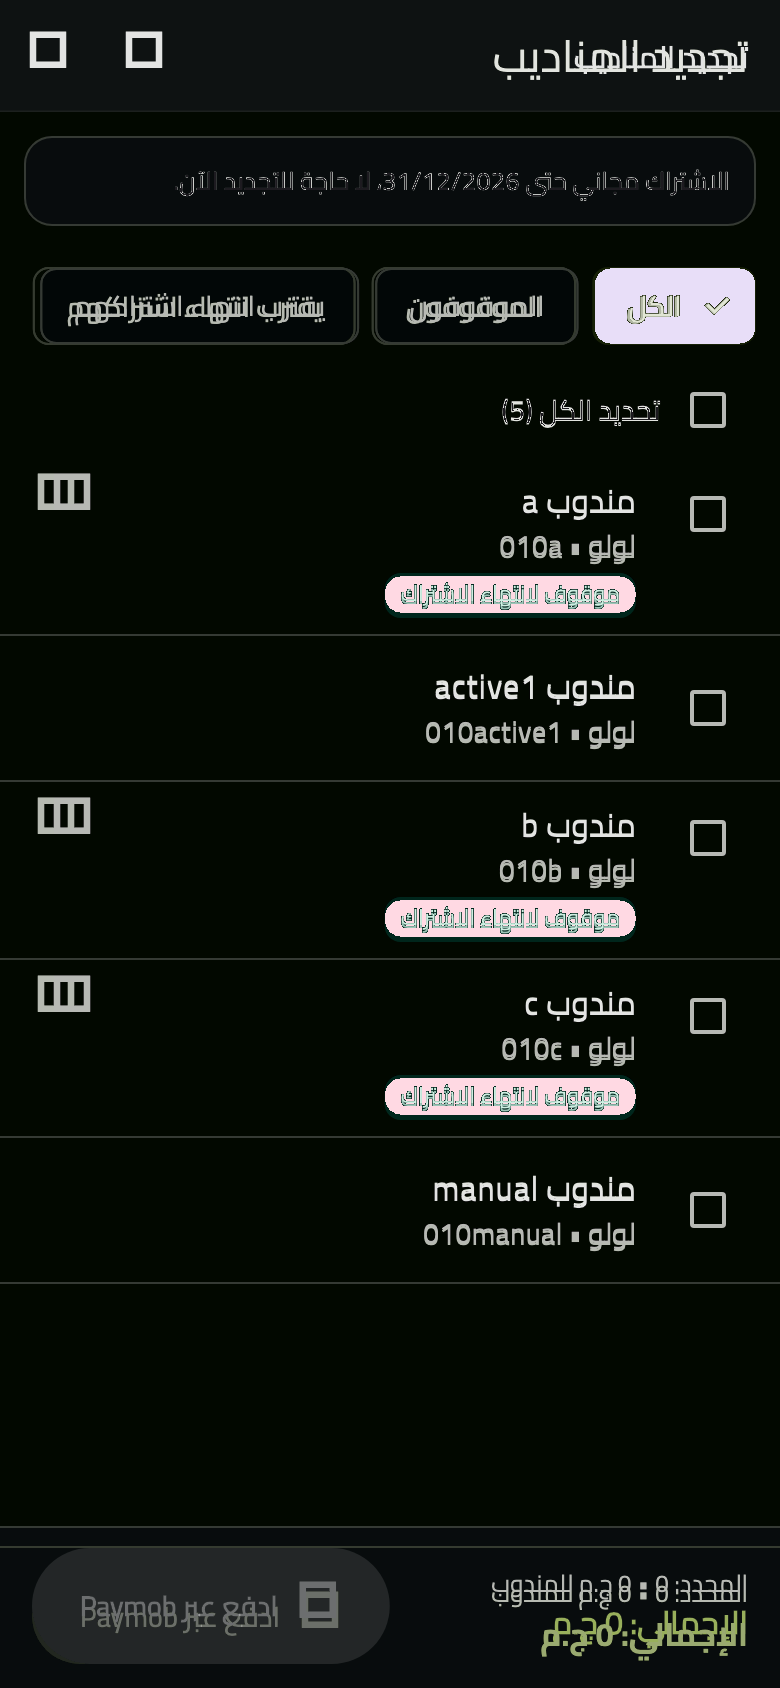 تجديد المناديب
الاشتراك مجاني حتى 31/12/2026، لا حاجة للتجديد الآن.
الكل
الموقوفون
يقترب انتهاء اشتراكهم
تحديد الكل (5)
مندوب a
لولو • 010a
موقوف لانتهاء الاشتراك
مندوب active1
لولو • 010active1
مندوب b
لولو • 010b
موقوف لانتهاء الاشتراك
مندوب c
لولو • 010c
موقوف لانتهاء الاشتراك
مندوب manual
لولو • 010manual
المحدد: 0 • 0 ج.م للمندوب
الإجمالي: 0 ج.م
ادفع عبر Paymob